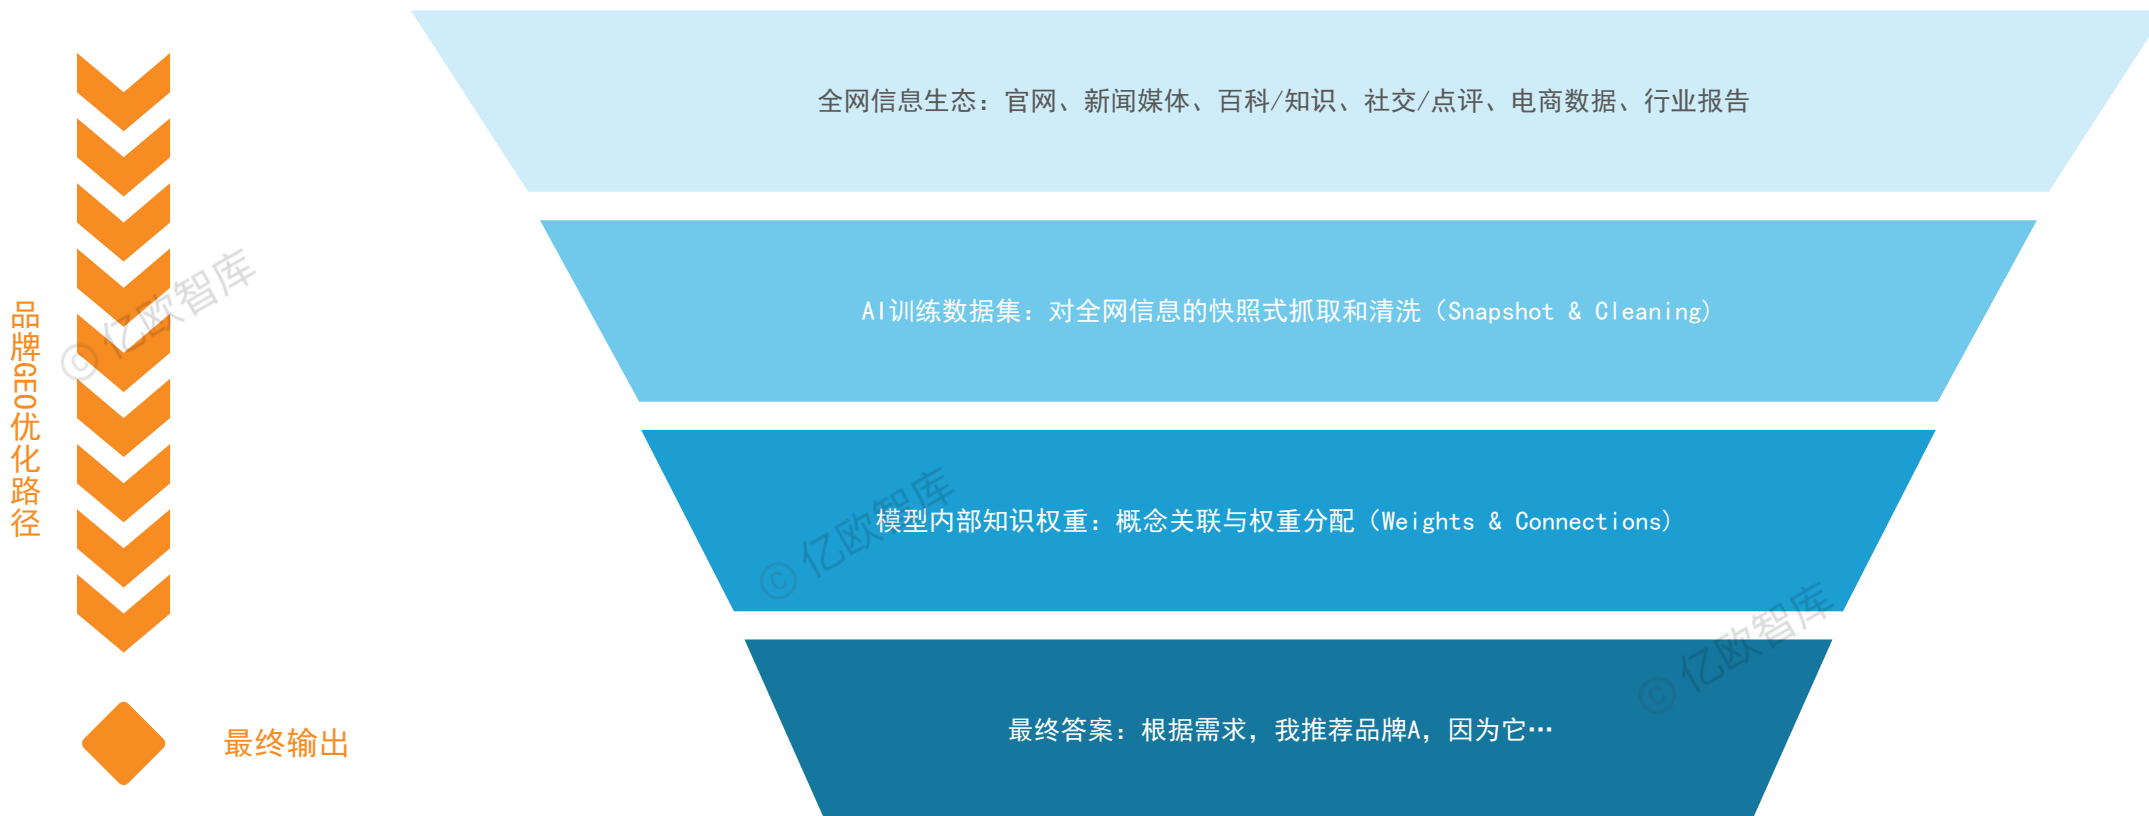 全网信息生态：官网、新闻媒体、百科/知识、社交/点评、电商数据、行业报告
AI训练数据集：对全网信息的快照式抓取和清洗（Snapshot & Cleaning）
模型内部知识权重：概念关联与权重分配（Weights & Connections）
最终答案：根据需求，我推荐品牌A，因为它…
品牌GEO优化路径
最终输出
© 亿欧智库
© 亿欧智库
© 亿欧智库